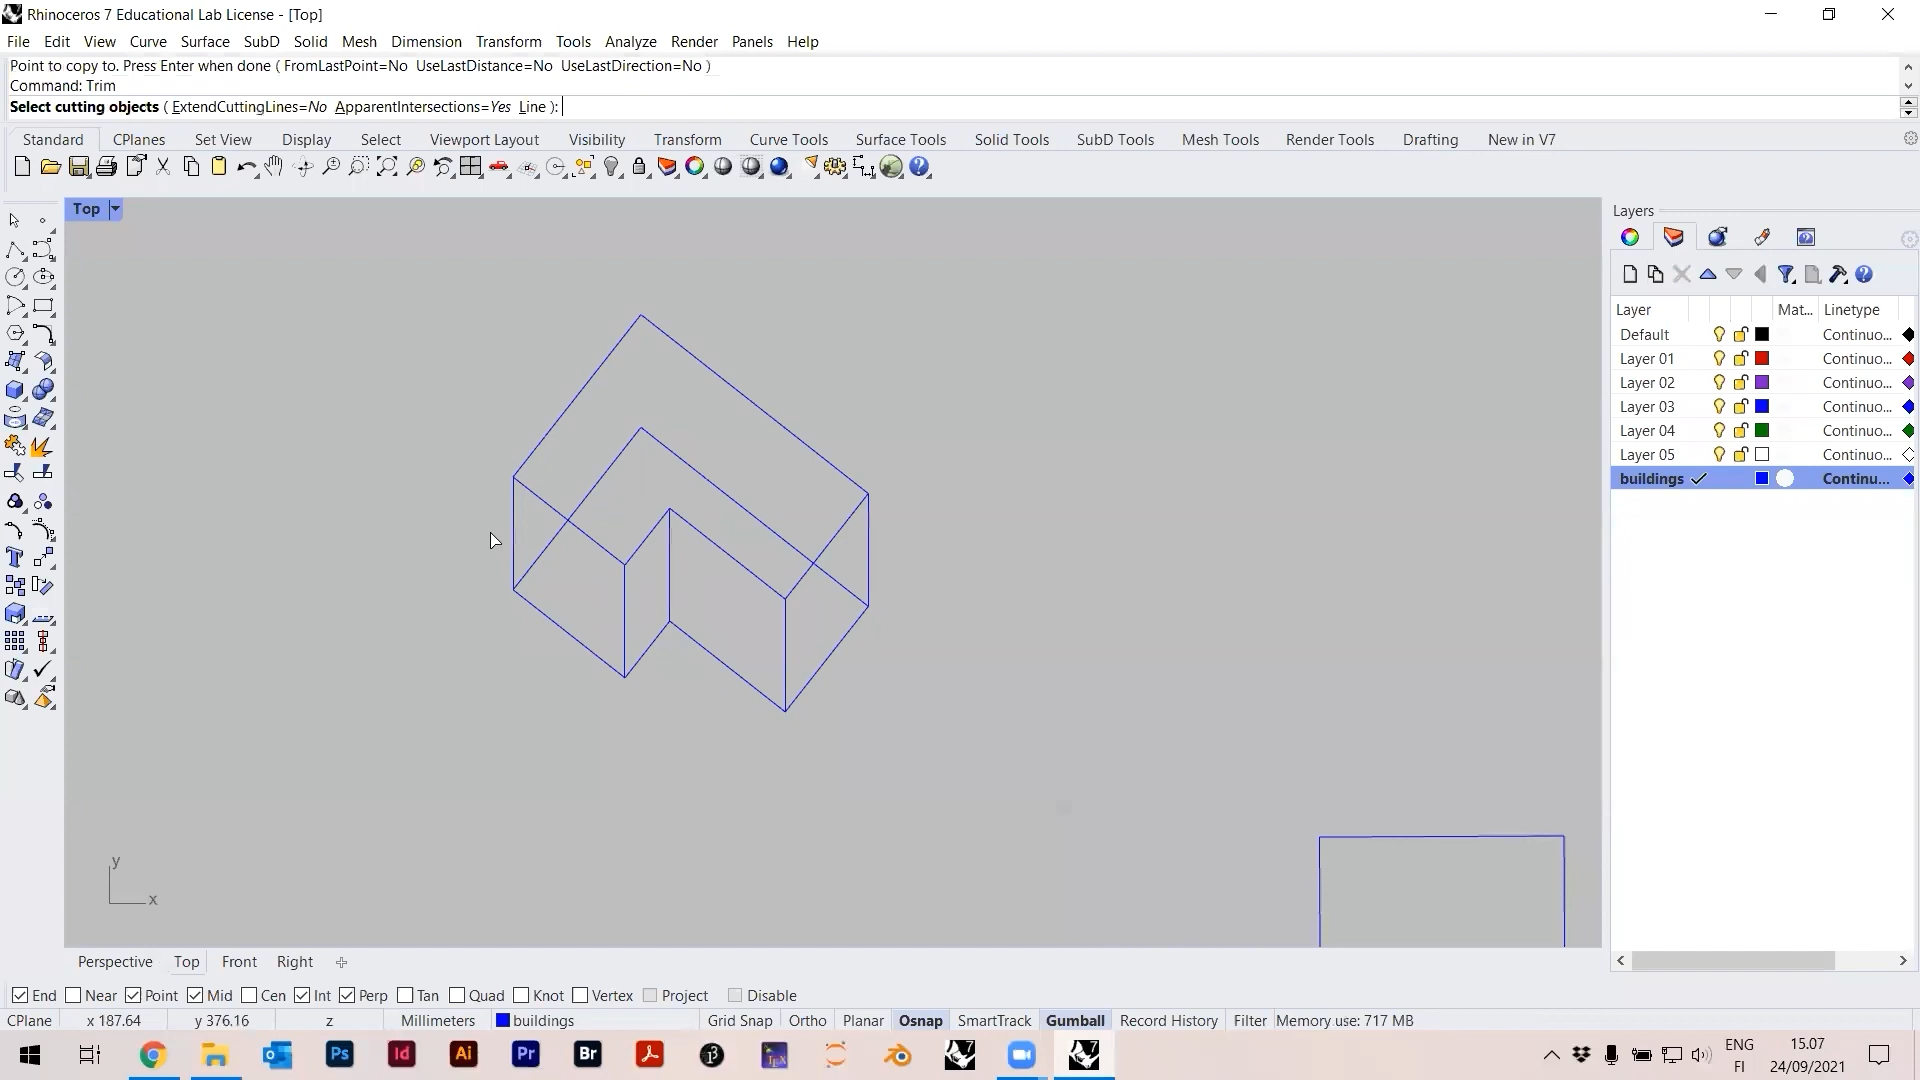 Rhinoceros 7 Educational Lab License - [Top]
File Edit View Curve Surface SubD Solid Mesh Dimension Transform Tools Analyze Render Panels Help
Point to copy to. Press Enter when done ( FromLastPoint=No UseLastDistance=No UseLastDirection=No )
Command: Trim
Select cutting objects ( ExtendCuttingLines=No ApparentIntersections=Yes Line ):
Standard CPlanes Set View Display Select Viewport Layout Visibility Transform Curve Tools Surface Tools Solid Tools SubD Tools Mesh Tools Render Tools Drafting New in V7
Top
Layers
Layer Mat... Linetype
Default Continuo...
Layer 01 Continuo...
Layer 02 Continuo...
Layer 03 Continuo...
Layer 04 Continuo...
Layer 05 Continuo...
buildings Continu...
y
x
Perspective Top Front Right
End Near Point Mid Cen Int Perp Tan Quad Knot Vertex Project Disable
CPlane x 187.64 y 376.16 z Millimeters buildings Grid Snap Ortho Planar Osnap SmartTrack Gumball Record History Filter Memory use: 717 MB
Ps Id Ai Pr Br
ENG
FI
15.07
24/09/2021